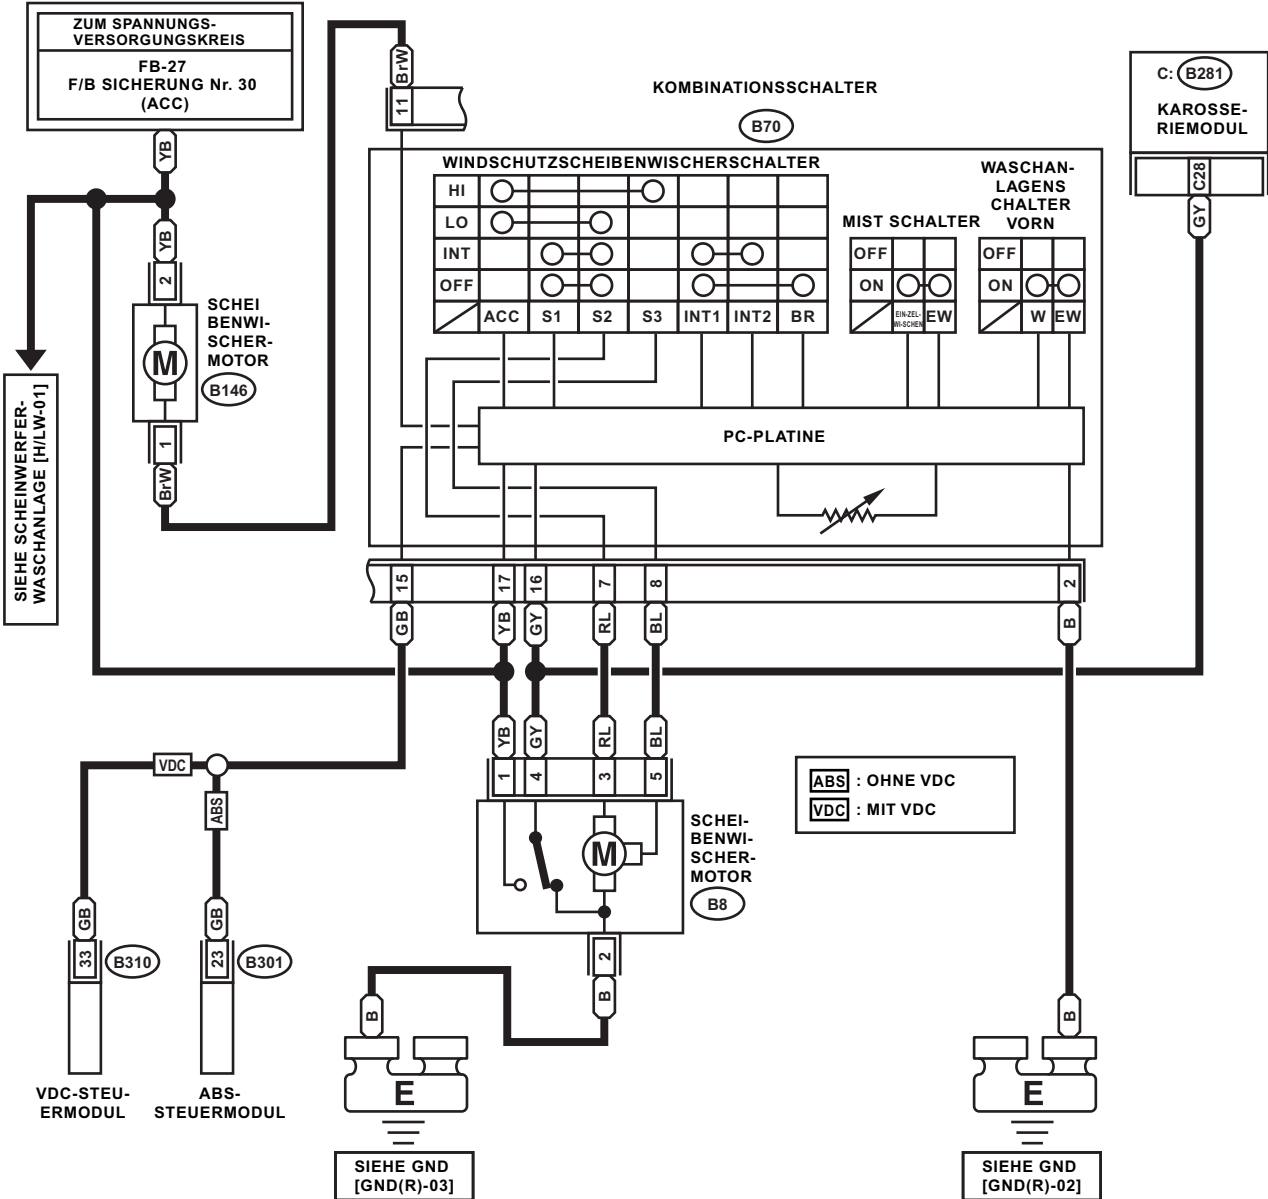 ZUM SPANNUNGS-
VERSORGUNGSKREIS
FB-27
F/B SICHERUNG Nr. 30
(ACC)
YB
YB
2
SCHEI
BENWI-
SCHER-
MOTOR
M
B146
1
BrW
SIEHE SCHEINWERFER-
WASCHANLAGE [H/LW-01]
BrW
11
KOMBINATIONSSCHALTER
B70
C: B281
KAROSSE-
RIEMODUL
C28
GY
WINDSCHUTZSCHEIBENWISCHERSCHALTER
HI
LO
INT
OFF
ACC S1 S2 S3 INT1 INT2 BR
MIST SCHALTER
OFF
ON
EIN-ZEL-
WI-SCHEN
EW
WASCHAN-
LAGENS
CHALTER
VORN
OFF
ON
W EW
PC-PLATINE
15 17 16 7 8 2
GB YB GY RL BL B
YB GY RL BL
1 4 3 5
VDC
ABS
ABS : OHNE VDC
VDC : MIT VDC
M
SCHEI-
BENWI-
SCHER-
MOTOR
B8
2
B
GB
33
B310
GB
23
B301
VDC-STEU-
ERMODUL
ABS-
STEUERMODUL
B
E
SIEHE GND
[GND(R)-03]
B
E
SIEHE GND
[GND(R)-02]